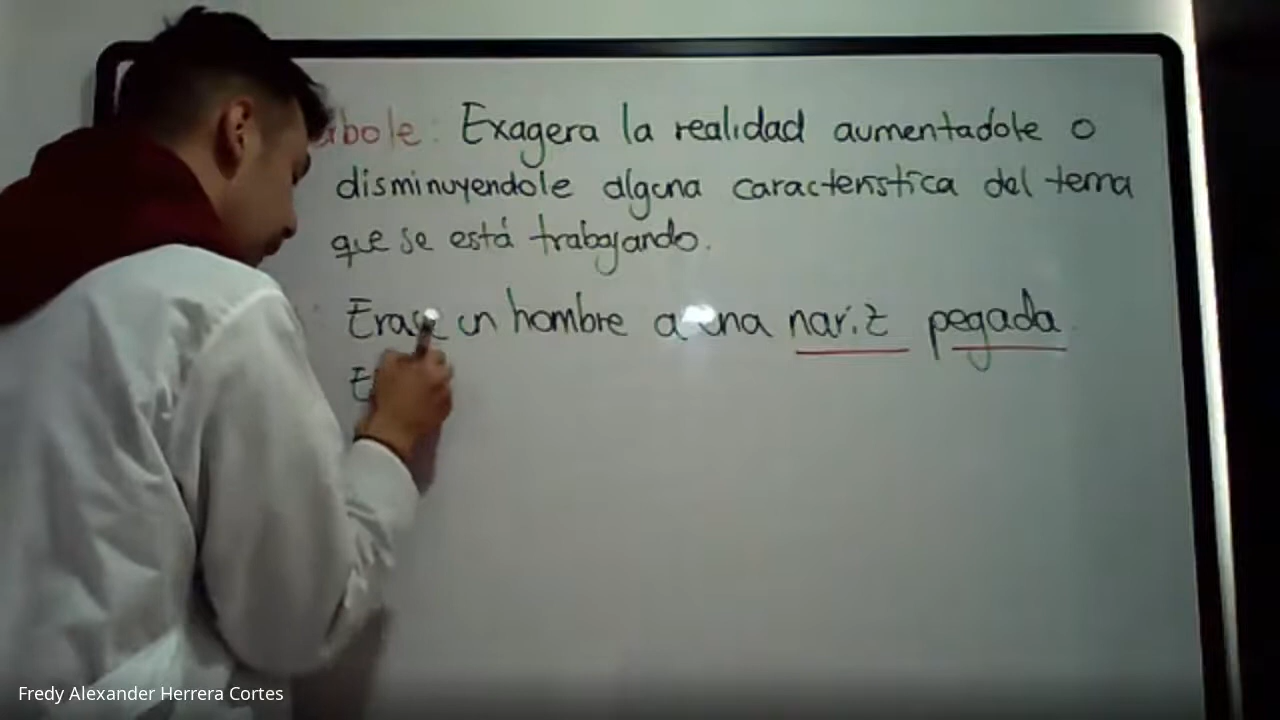 bole: Exagera la realidad aumentadole o
disminuyendole alguna característica del tema
que se está trabajando.
Erase un hombre a una nariz pegada
Fredy Alexander Herrera Cortes